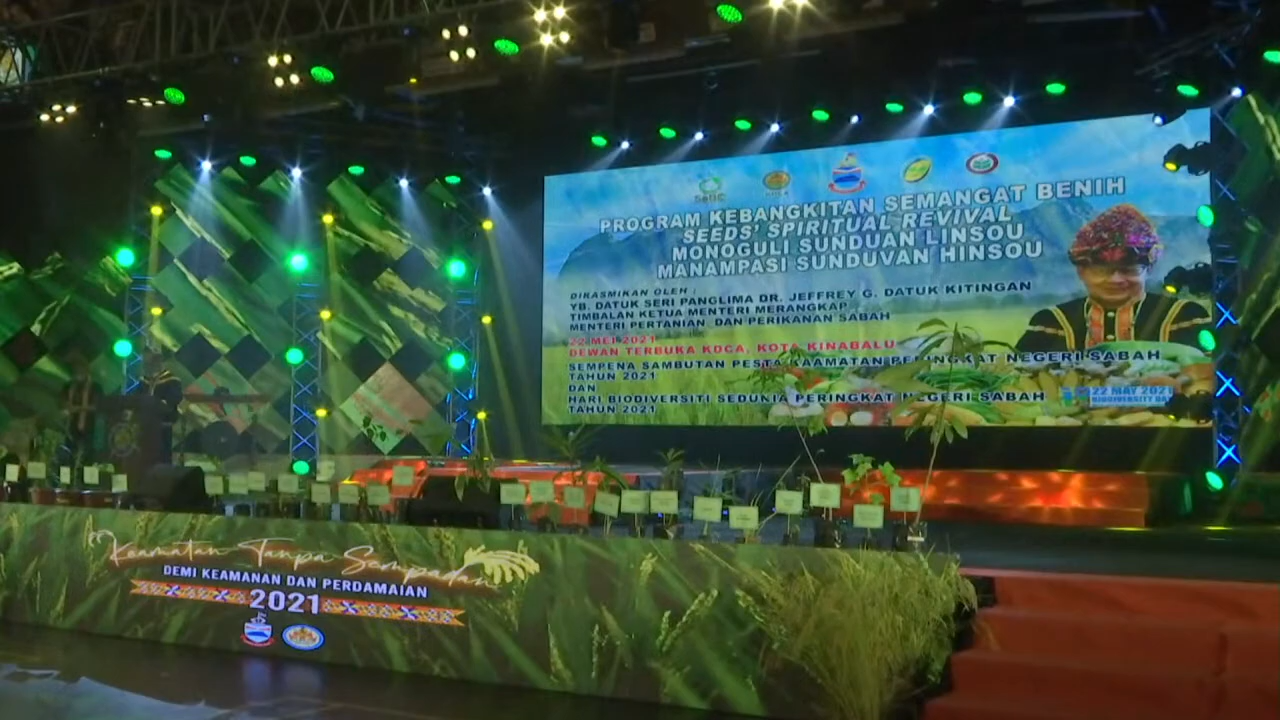 SaBC
PROGRAM KEBANGKITAN SEMANGAT BENIH
SEEDS' SPIRITUAL REVIVAL
MONOGULI SUNDUAN LINSOU
MANAMPASI SUNDUVAN HINSOU
DIRASMIKAN OLEH :
YB. DATUK SERI PANGLIMA DR. JEFFREY G. DATUK KITINGAN
TIMBALAN KETUA MENTERI MERANGKAP
MENTERI PERTANIAN DAN PERIKANAN SABAH
22 MEI 2021
DEWAN TERBUKA KDCA, KOTA KINABALU
SEMPENA SAMBUTAN PESTA KAAMATAN PERINGKAT NEGERI SABAH
TAHUN 2021
DAN
HARI BIODIVERSITI SEDUNIA PERINGKAT NEGERI SABAH
TAHUN 2021
22 MAY 2021
BIODIVERSITY DAY
Kaamatan Tanpa Sempadan
DEMI KEAMANAN DAN PERDAMAIAN
2021